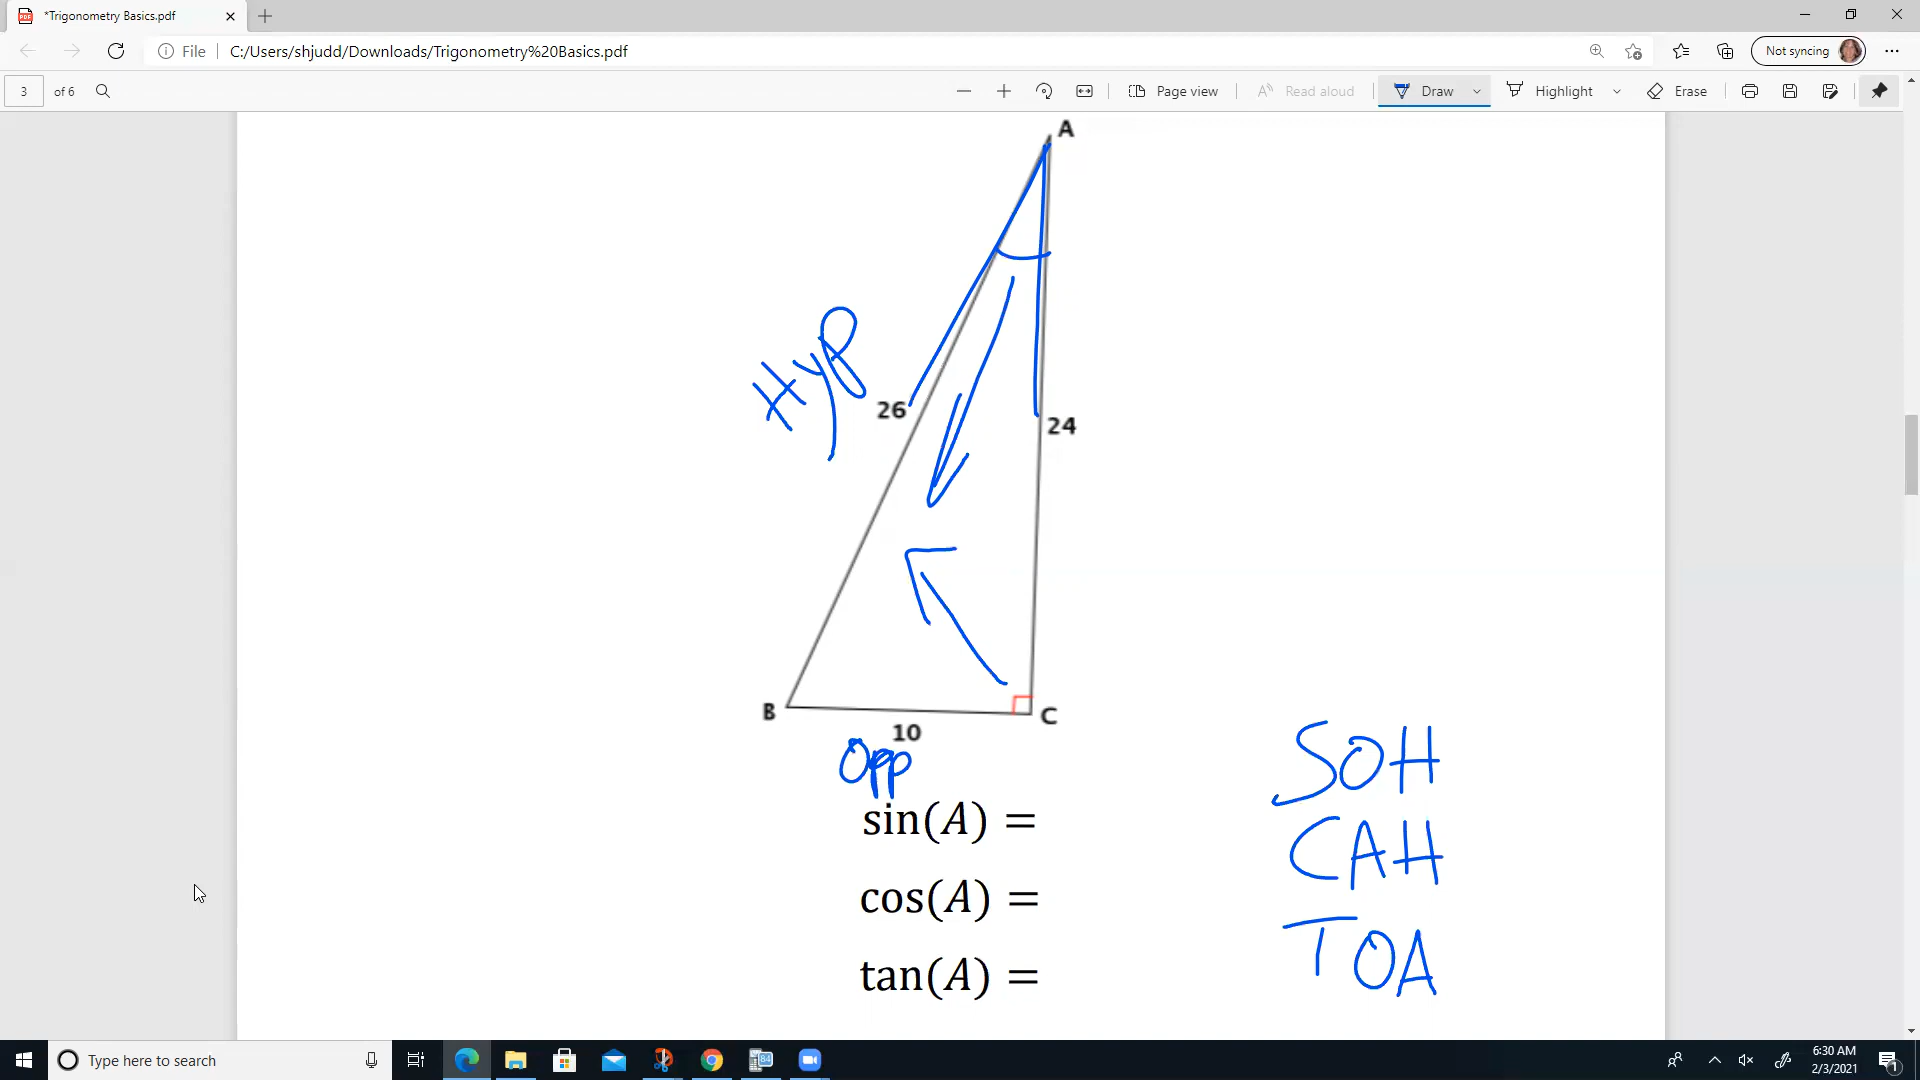 *Trigonometry Basics.pdf
File
C:/Users/shjudd/Downloads/Trigonometry%20Basics.pdf
Not syncing
3 of 6
Page view
Read aloud
Draw
Highlight
Erase
A
Hyp
26
24
B
C
10
Opp
sin(A) =
cos(A) =
tan(A) =
SOH
CAH
TOA
Type here to search
84
6:30 AM
2/3/2021
1